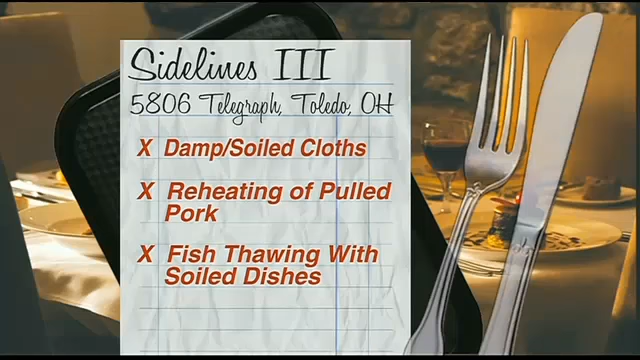 Sidelines III
5806 Telegraph, Toledo, OH
X Damp/Soiled Cloths
X Reheating of Pulled
Pork
X Fish Thawing With
Soiled Dishes